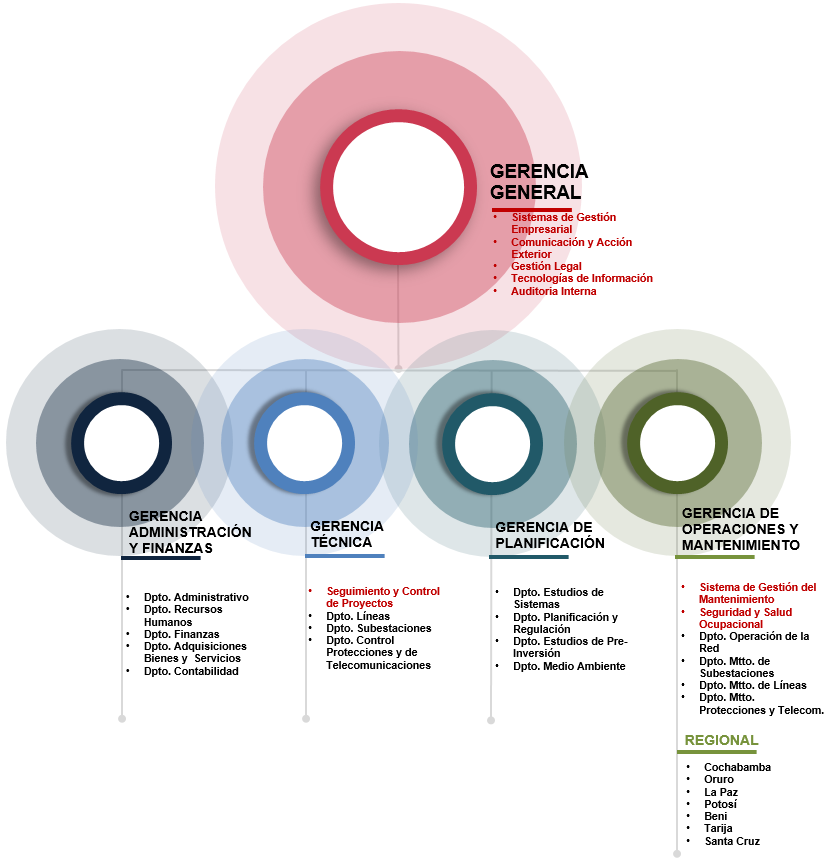 GERENCIA
GENERAL
• Sistemas de Gestión
Empresarial
• Comunicación y Acción
Exterior
• Gestión Legal
• Tecnologías de Información
• Auditoria Interna
GERENCIA
ADMINISTRACIÓN
Y FINANZAS
• Dpto. Administrativo
• Dpto. Recursos
Humanos
• Dpto. Finanzas
• Dpto. Adquisiciones
Bienes y Servicios
• Dpto. Contabilidad
GERENCIA
TÉCNICA
• Seguimiento y Control
de Proyectos
• Dpto. Líneas
• Dpto. Subestaciones
• Dpto. Control
Protecciones y de
Telecomunicaciones
GERENCIA DE
PLANIFICACIÓN
• Dpto. Estudios de
Sistemas
• Dpto. Planificación y
Regulación
• Dpto. Estudios de Pre-
Inversión
• Dpto. Medio Ambiente
GERENCIA DE
OPERACIONES Y
MANTENIMIENTO
• Sistema de Gestión del
Mantenimiento
• Seguridad y Salud
Ocupacional
• Dpto. Operación de la
Red
• Dpto. Mtto. de
Subestaciones
• Dpto. Mtto. de Líneas
• Dpto. Mtto.
Protecciones y Telecom.
REGIONAL
• Cochabamba
• Oruro
• La Paz
• Potosí
• Beni
• Tarija
• Santa Cruz